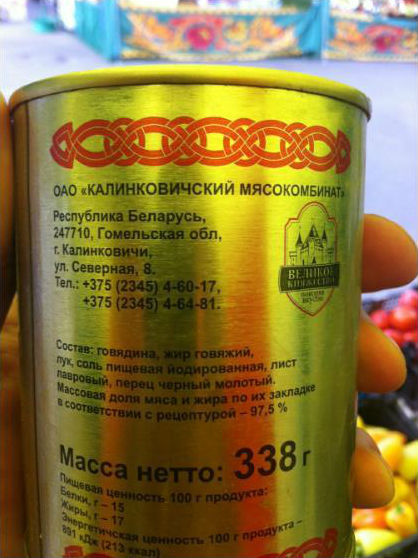 ОАО «КАЛИНКОВИЧСКИЙ МЯСОКОМБИНАТ»
Республика Беларусь,
247710, Гомельская обл,
г. Калинковичи,
ул. Северная, 8.
Тел.: +375 (2345) 4-60-17,
+375 (2345) 4-64-81.
ВЕЛИКОЕ
КНЯЖЕСТВО
Состав: говядина, жир говяжий,
лук, соль пищевая йодированная, лист
лавровый, перец черный молотый.
Массовая доля мяса и жира по их закладке
в соответствии с рецептурой – 97,5 %
Масса нетто: 338 г
Пищевая ценность 100 г продукта:
Белки, г – 15
Жиры, г – 17
Энергетическая ценность 100 г продукта –
891 кДж (213 ккал)